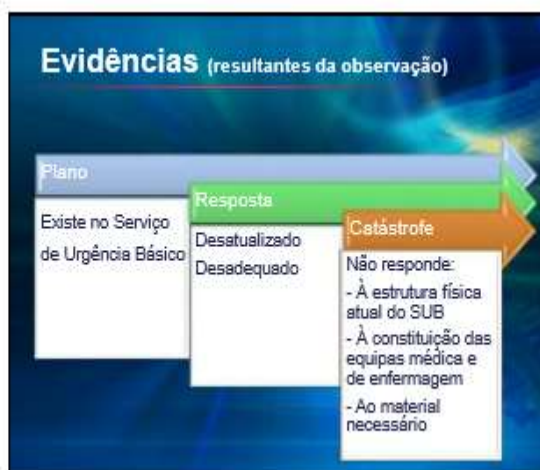 Evidências (resultantes da observação)
Plano
Existe no Serviço
de Urgência Básico
Resposta
Desatualizado
Desadequado
Catástrofe
Não responde:
- À estrutura física
atual do SUB
- À constituição das
equipas médica e
de enfermagem
- Ao material
necessário